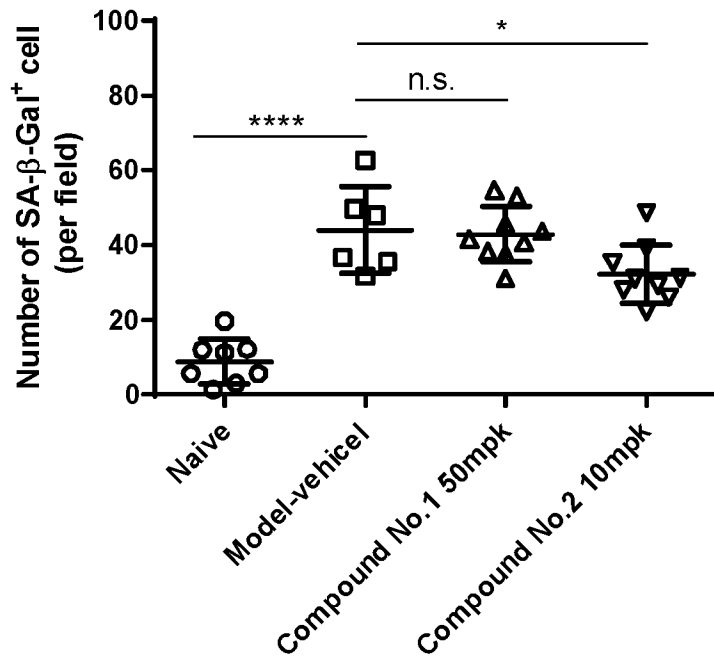 100
80
60
40
20
0
Number of SA-β-Gal⁺ cell
(per field)
*
n.s.
****
Naive
Model-vehicel
Compound No.1 50mpk
Compound No.2 10mpk